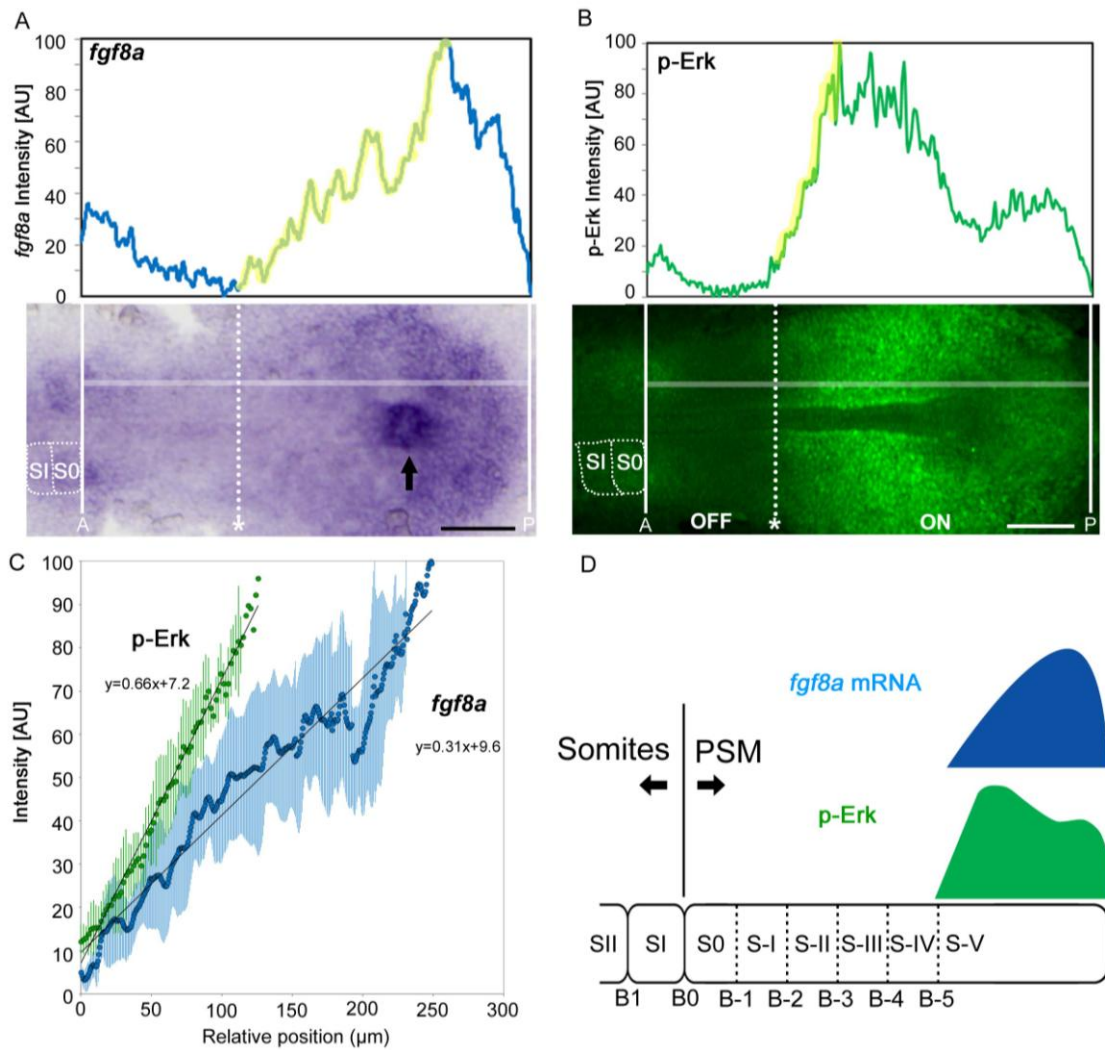 A
fgf8a
fgf8a Intensity [AU]
100
80
60
40
20
0
SI S0
A * P
B
p-Erk
p-Erk Intensity [AU]
100
80
60
40
20
0
SI S0
OFF ON
A * P
C
p-Erk
y=0.66x+7.2
fgf8a
y=0.31x+9.6
Intensity [AU]
100
90
80
70
60
50
40
30
20
10
0
0 50 100 150 200 250 300
Relative position (µm)
D
fgf8a mRNA
Somites PSM
p-Erk
SII SI S0 S-I S-II S-III S-IV S-V
B1 B0 B-1 B-2 B-3 B-4 B-5